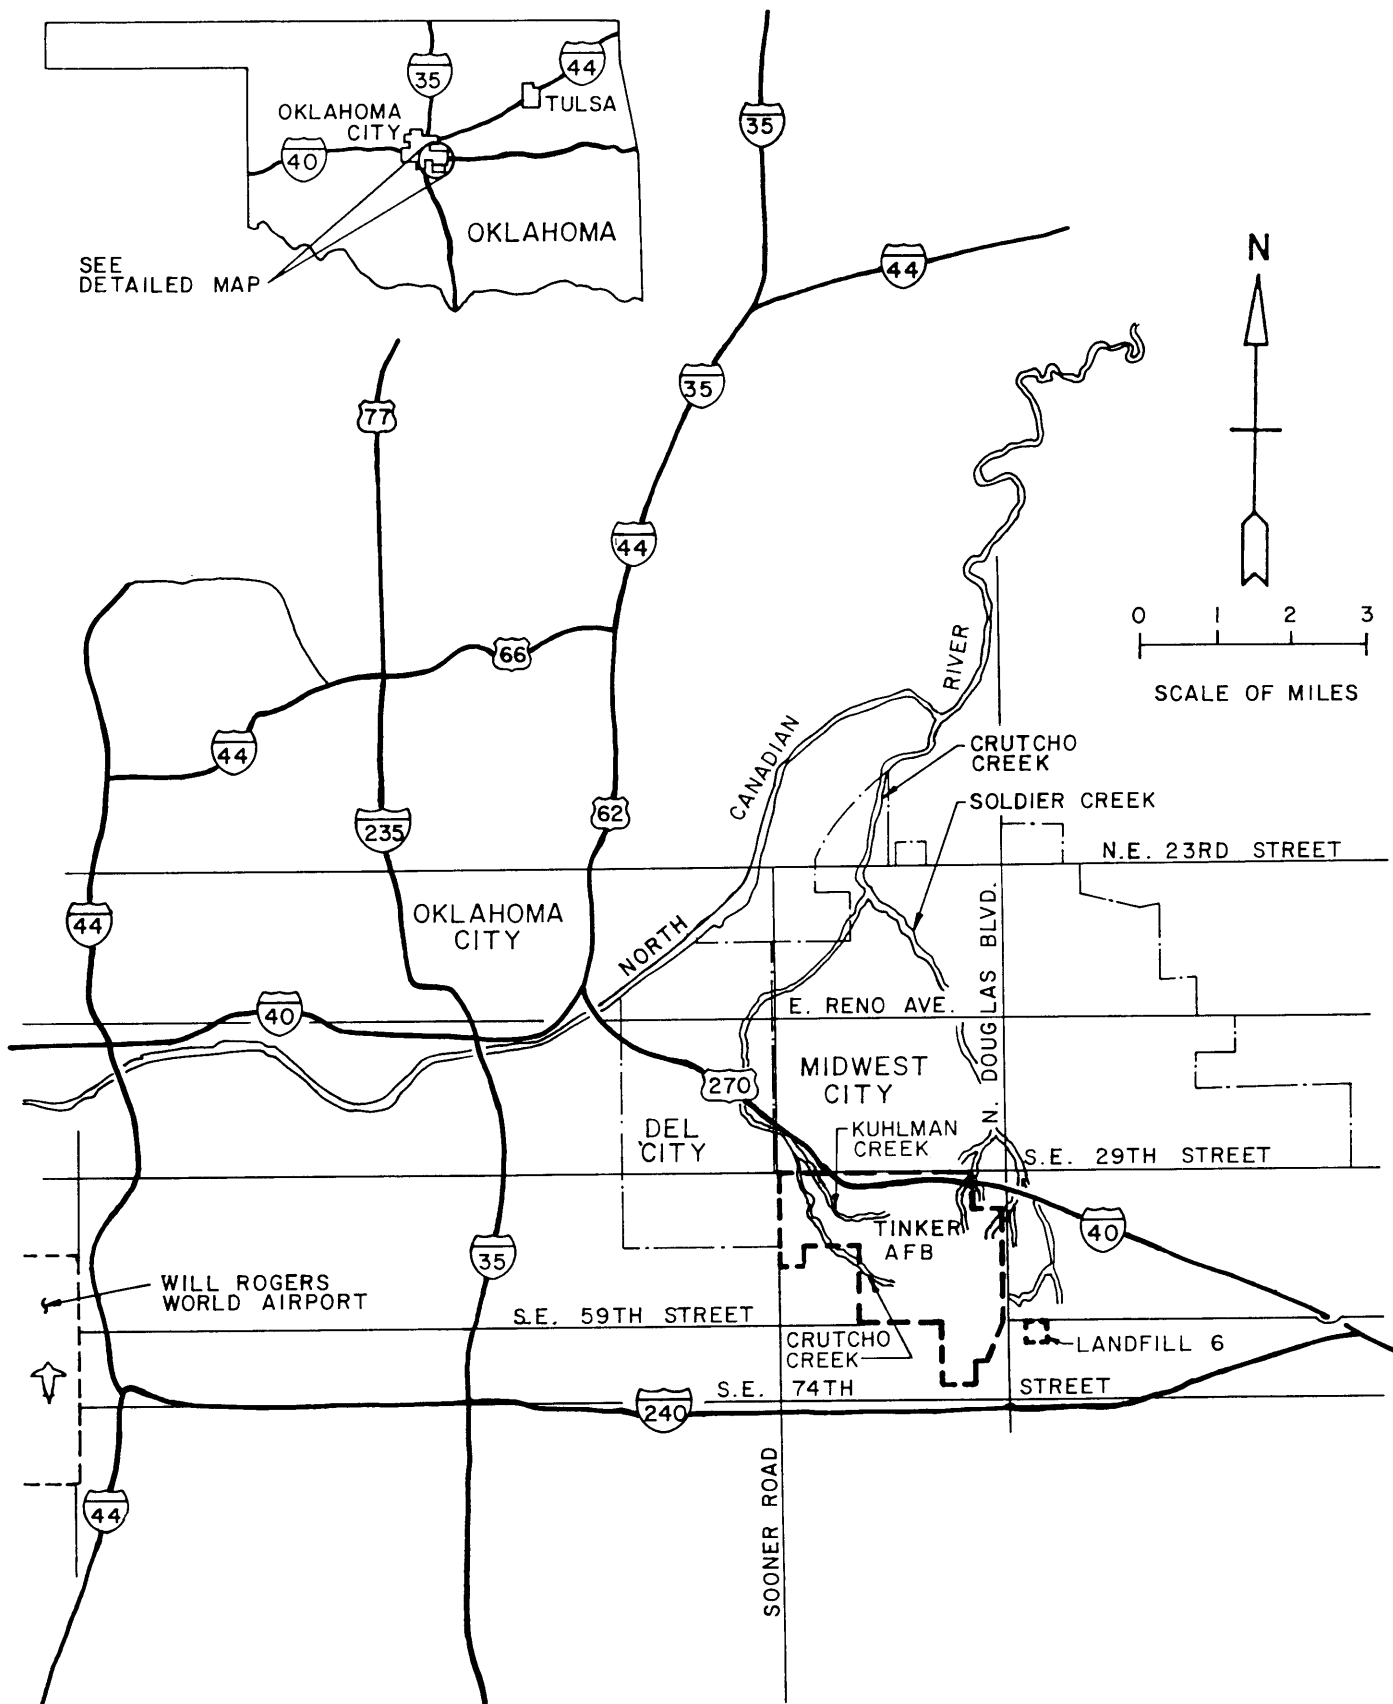 35
44
TULSA
OKLAHOMA
CITY
40
OKLAHOMA
SEE
DETAILED MAP
35
44
N
35
77
44
0 1 2 3
SCALE OF MILES
66
RIVER
44
CANADIAN
CRUTCHO
CREEK
SOLDIER CREEK
62
235
N.E. 23RD STREET
44
OKLAHOMA
CITY
NORTH
N. DOUGLAS BLVD.
40
E. RENO AVE.
MIDWEST
CITY
270
DEL
CITY
KUHLMAN
CREEK
S.E. 29TH STREET
TINKER
AFB
40
35
WILL ROGERS
WORLD AIRPORT
S.E. 59TH STREET
CRUTCHO
CREEK
LANDFILL 6
S.E. 74TH STREET
240
SOONER ROAD
44